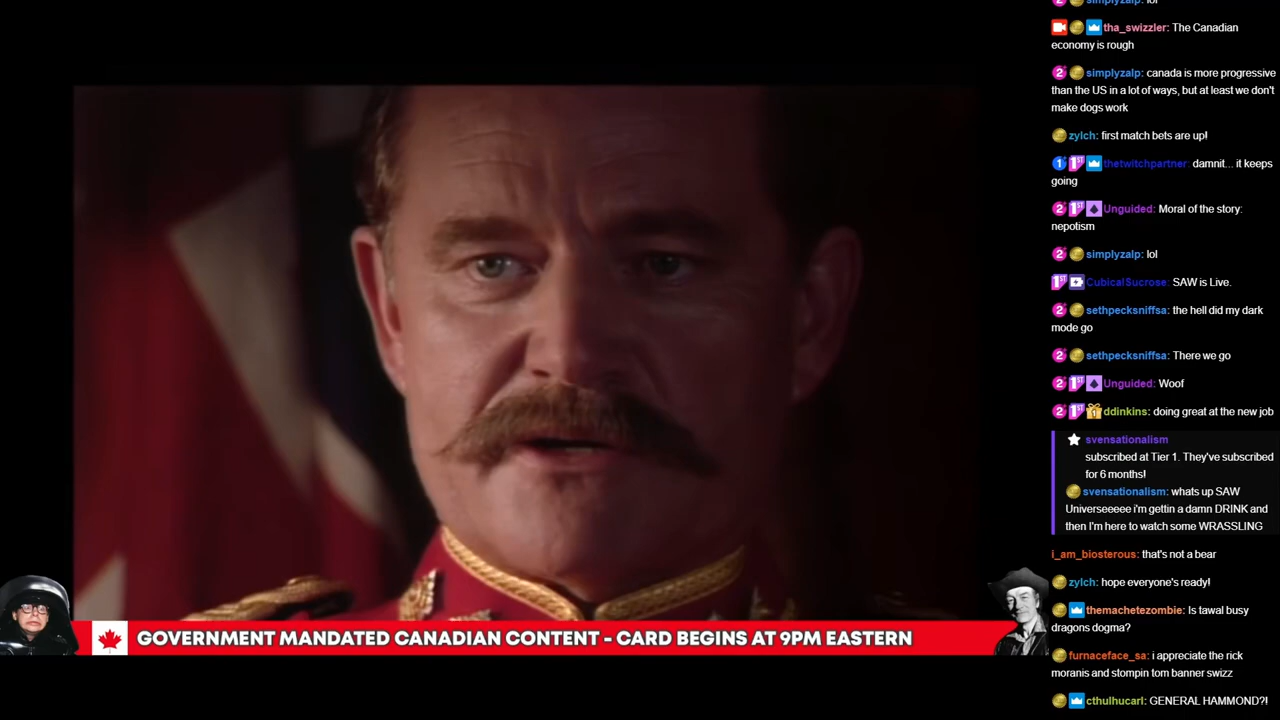 GOVERNMENT MANDATED CANADIAN CONTENT - CARD BEGINS AT 9PM EASTERN
simplyzalp: lol
tha_swizzler: The Canadian
economy is rough
simplyzalp: canada is more progressive
than the US in a lot of ways, but at least we don't
make dogs work
zylch: first match bets are up!
thetwitchpartner: damnit... it keeps
going
Unguided: Moral of the story:
nepotism
simplyzalp: lol
CubicalSucrose: SAW is Live.
sethpecksniffsa: the hell did my dark
mode go
sethpecksniffsa: There we go
Unguided: Woof
ddinkins: doing great at the new job
svensationalism
subscribed at Tier 1. They've subscribed
for 6 months!
svensationalism: whats up SAW
Universeeeee i'm gettin a damn DRINK and
then I'm here to watch some WRASSLING
i_am_biosterous: that's not a bear
zylch: hope everyone's ready!
themachetezombie: Is tawal busy
dragons dogma?
furnaceface_sa: i appreciate the rick
moranis and stompin tom banner swizz
cthulhucarl: GENERAL HAMMOND?!